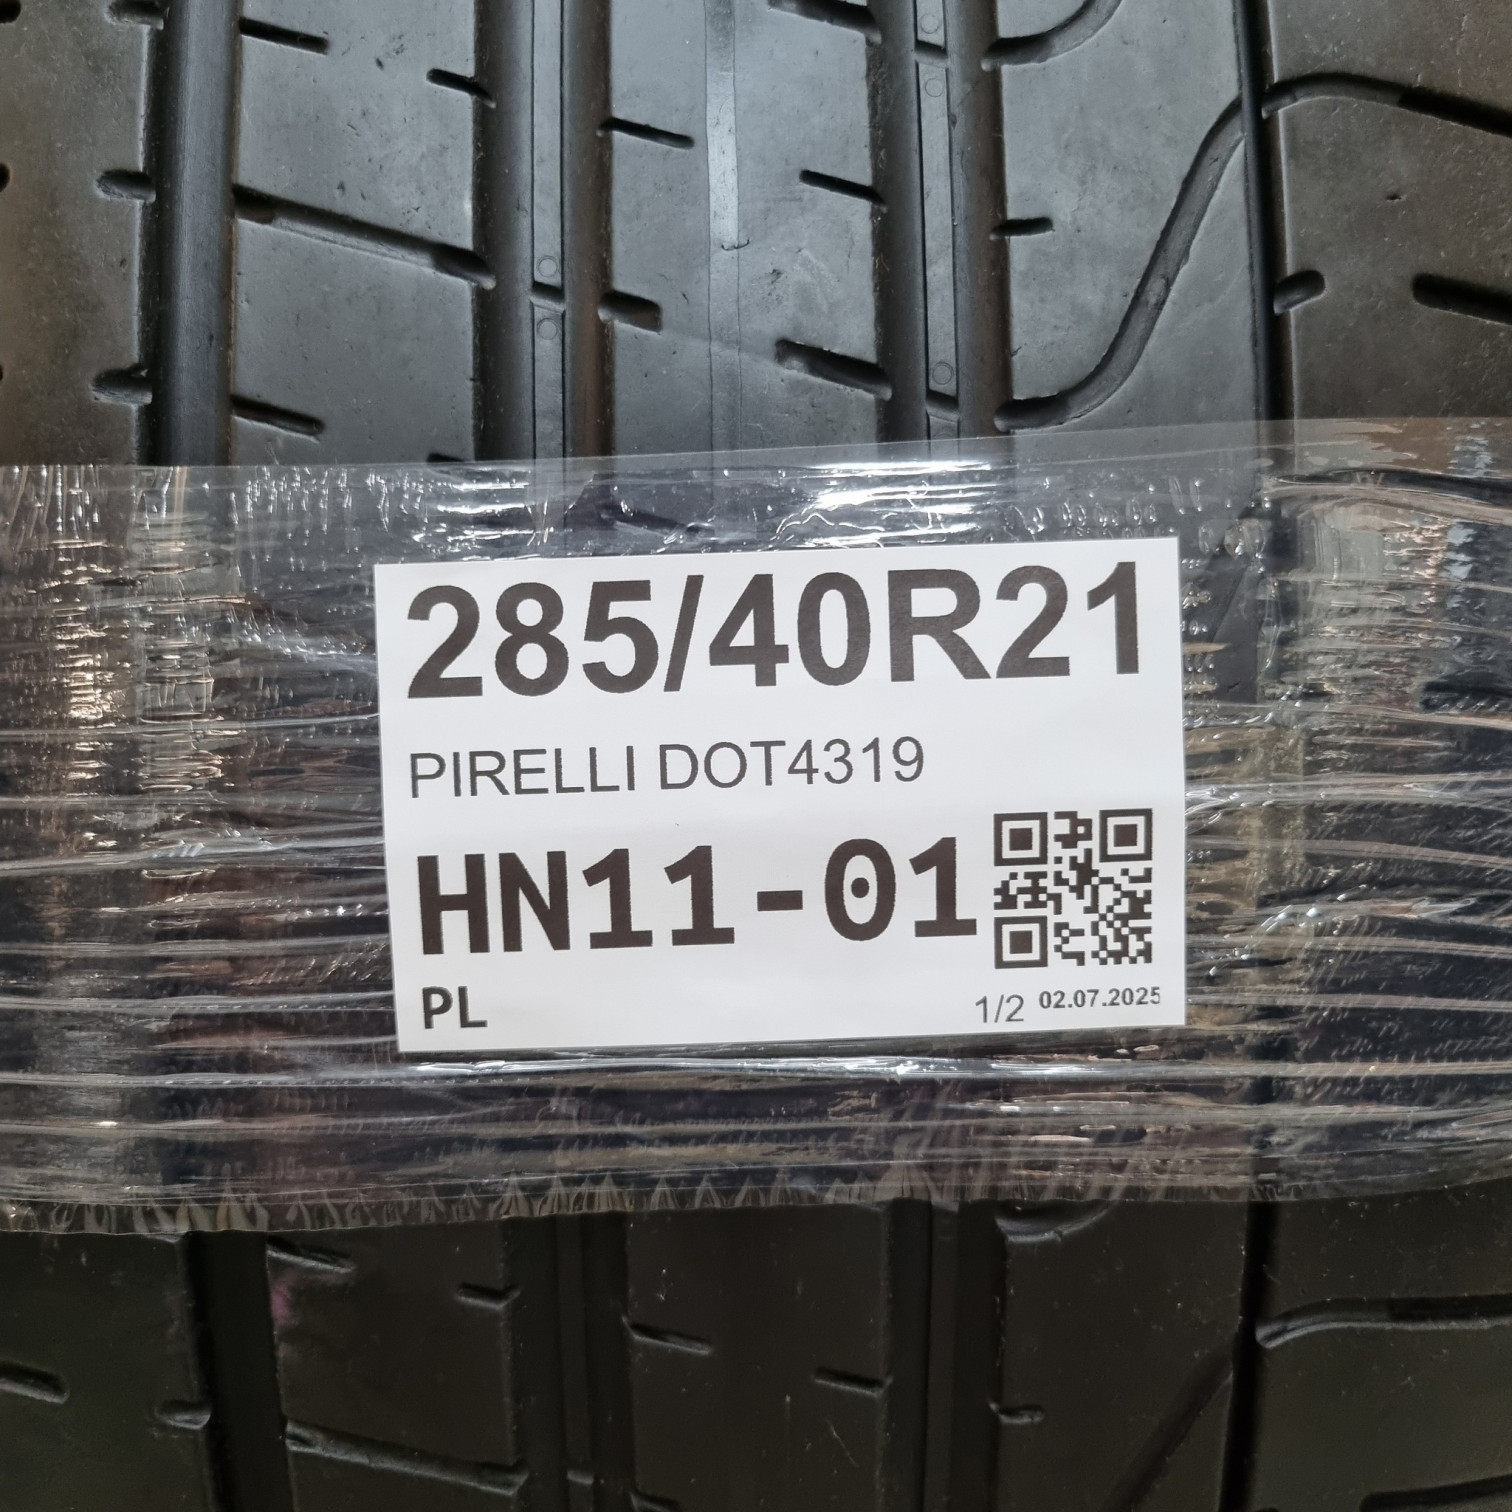 285/40R21
PIRELLI DOT4319
HN11-01
PL
1/2 02.07.2025